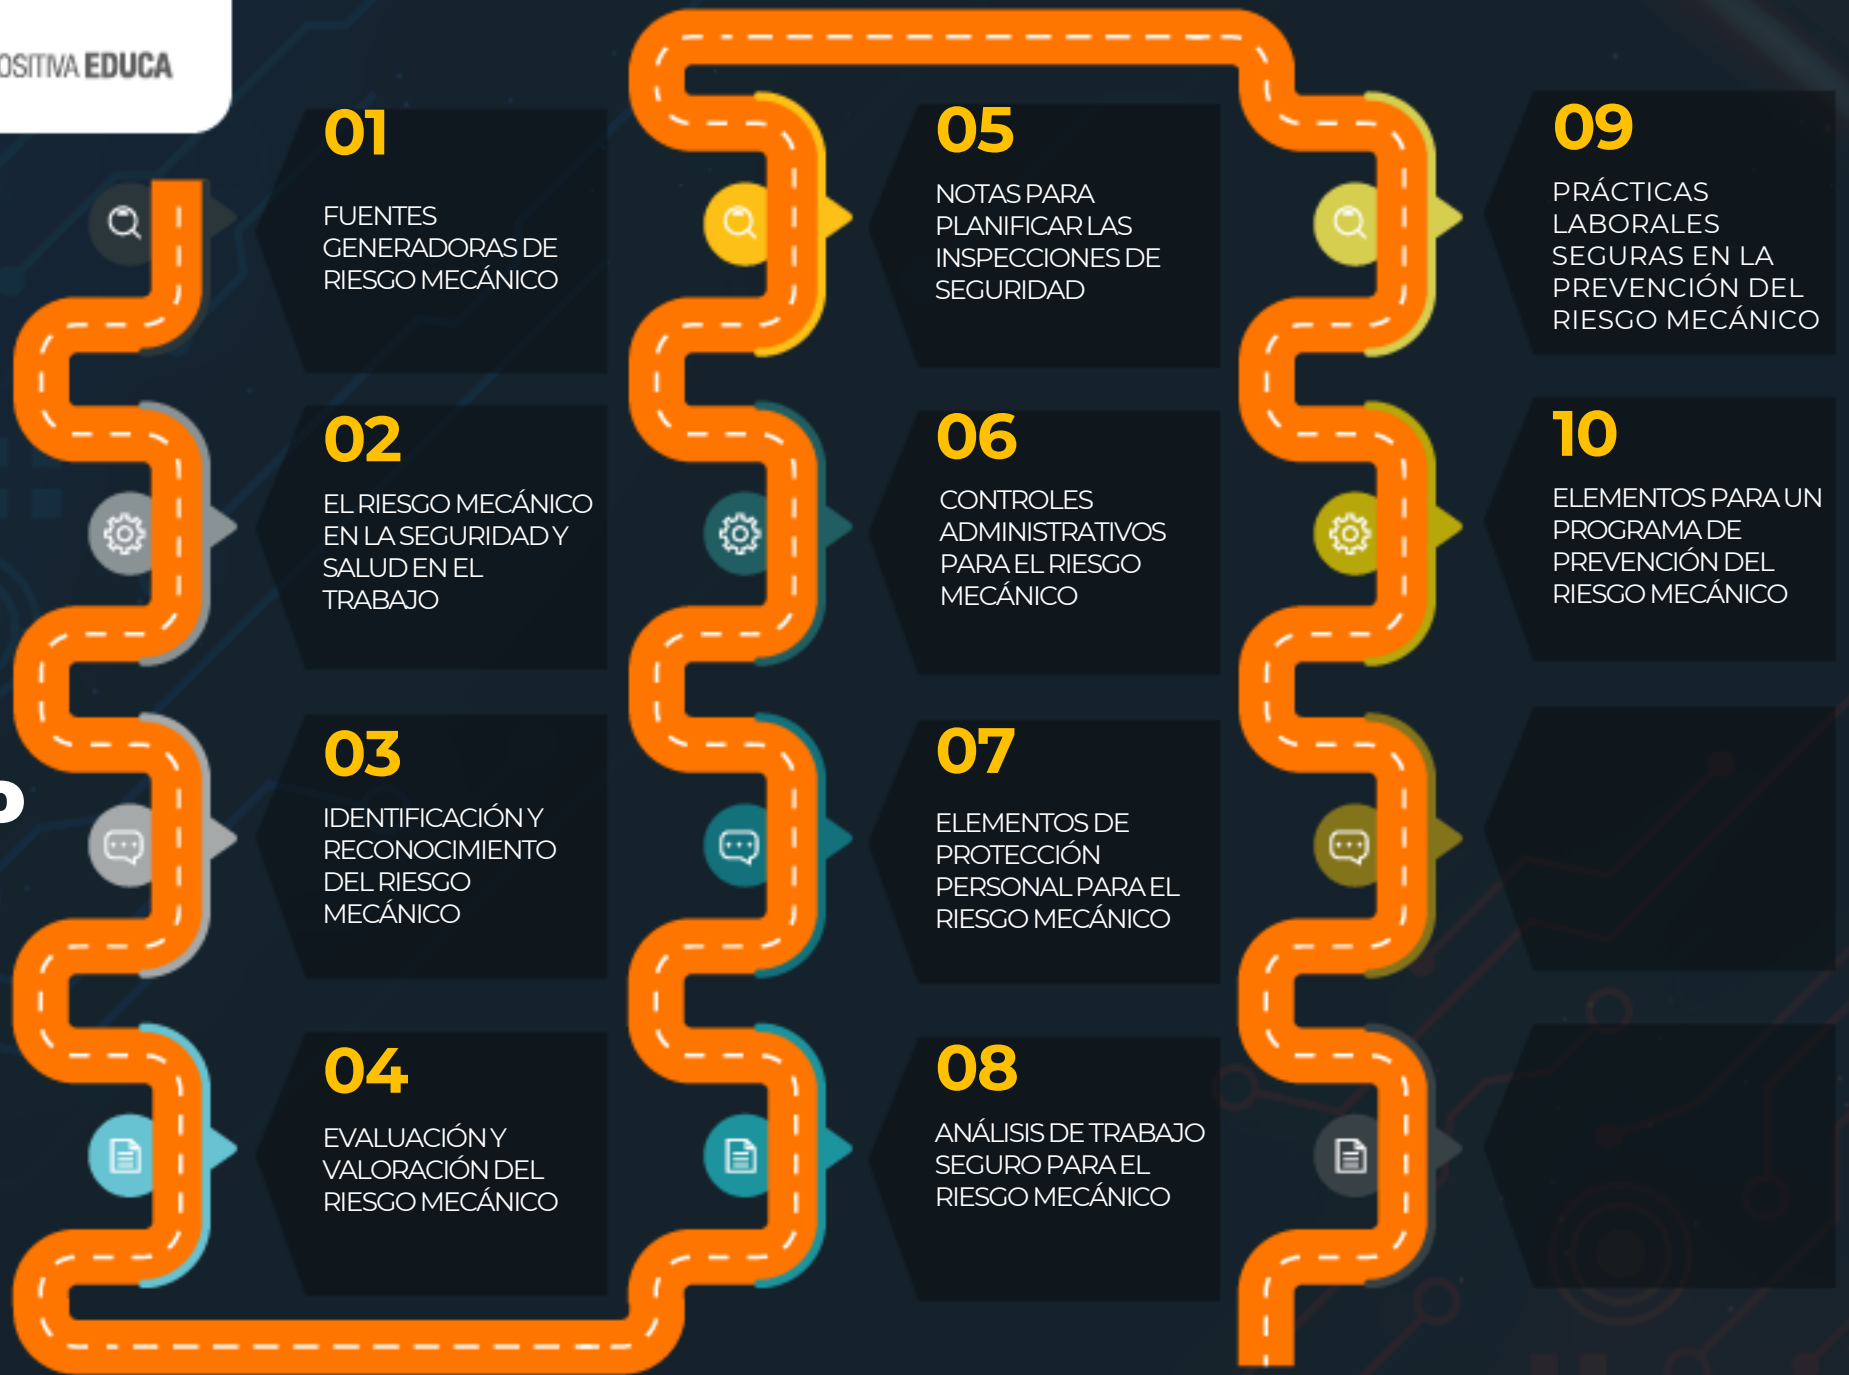 EDUCA
01
FUENTES
GENERADORAS DE
RIESGO MECÁNICO
02
EL RIESGO MECÁNICO
EN LA SEGURIDAD Y
SALUD EN EL
TRABAJO
03
IDENTIFICACIÓN Y
RECONOCIMIENTO
DEL RIESGO
MECÁNICO
04
EVALUACIÓN Y
VALORACIÓN DEL
RIESGO MECÁNICO
05
NOTAS PARA
PLANIFICAR LAS
INSPECCIONES DE
SEGURIDAD
06
CONTROLES
ADMINISTRATIVOS
PARA EL RIESGO
MECÁNICO
07
ELEMENTOS DE
PROTECCIÓN
PERSONAL PARA EL
RIESGO MECÁNICO
08
ANÁLISIS DE TRABAJO
SEGURO PARA EL
RIESGO MECÁNICO
09
PRÁCTICAS
LABORALES
SEGURAS EN LA
PREVENCIÓN DEL
RIESGO MECÁNICO
10
ELEMENTOS PARA UN
PROGRAMA DE
PREVENCIÓN DEL
RIESGO MECÁNICO